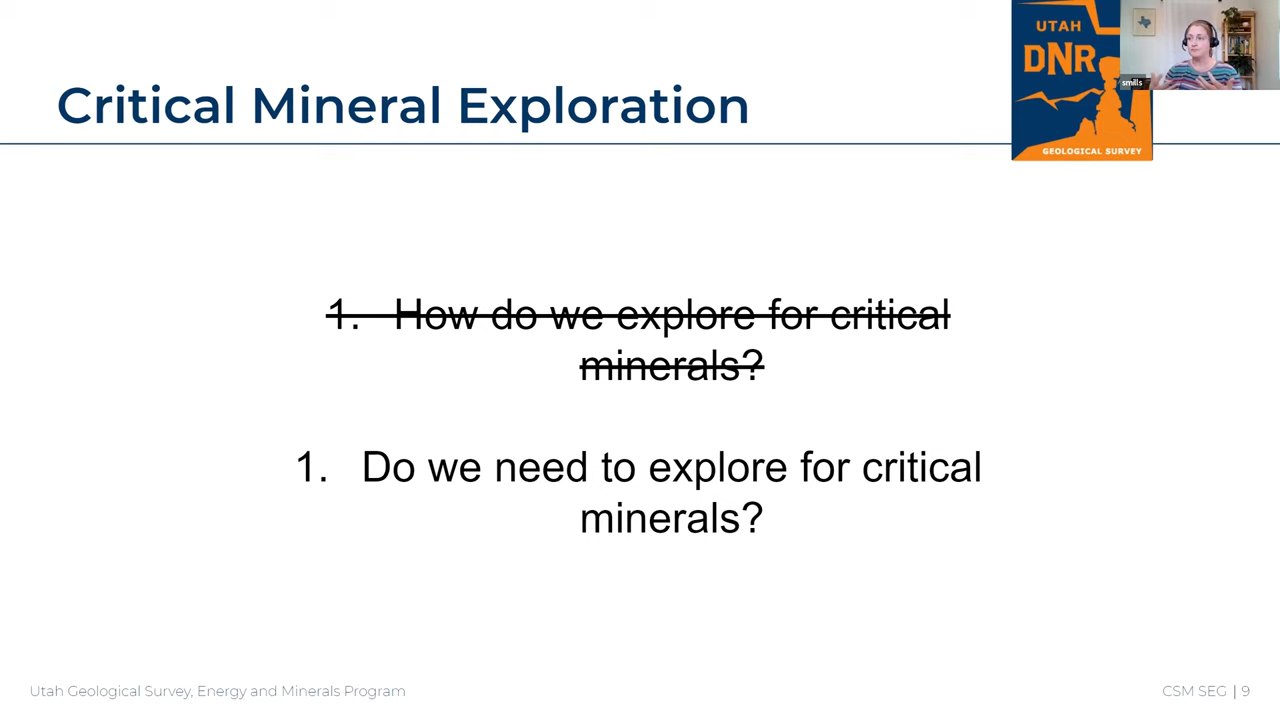 UTAH
DNR
smills
Critical Mineral Exploration
GEOLOGICAL SURVEY
1. How do we explore for critical
minerals?
1. Do we need to explore for critical
minerals?
Utah Geological Survey, Energy and Minerals Program
CSM SEG | 9